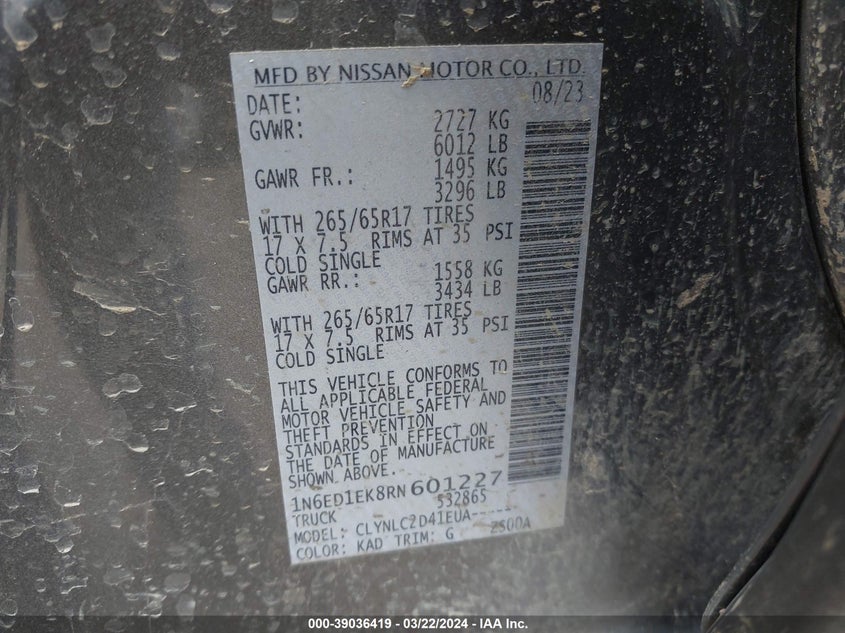 MFD BY NISSAN MOTOR CO., LTD.
DATE: 08/23
GVWR: 2727 KG
6012 LB
GAWR FR.: 1495 KG
3296 LB
WITH 265/65R17 TIRES
17 X 7.5 RIMS AT 35 PSI
COLD SINGLE
GAWR RR.: 1558 KG
3434 LB
WITH 265/65R17 TIRES
17 X 7.5 RIMS AT 35 PSI
COLD SINGLE
THIS VEHICLE CONFORMS TO
ALL APPLICABLE FEDERAL
MOTOR VEHICLE SAFETY AND
THEFT PREVENTION
STANDARDS IN EFFECT ON
THE DATE OF MANUFACTURE
SHOWN ABOVE.
1N6ED1EK8RN601227
TRUCK 532865
MODEL: CLYNLC2D41EUA------
COLOR: KAD TRIM: G ZS00A
000-39036419 - 03/22/2024 - IAA Inc.